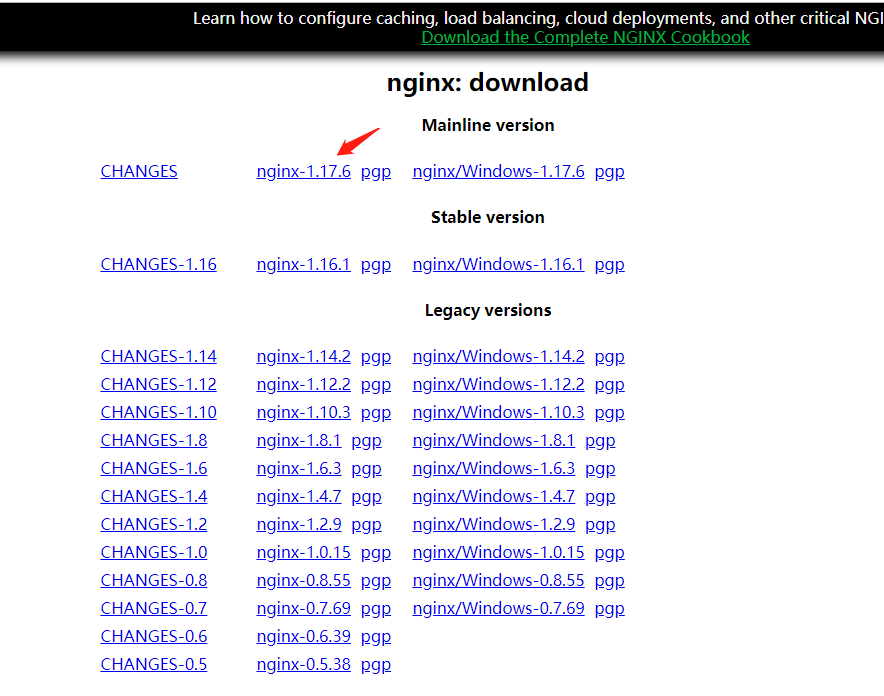 Learn how to configure caching, load balancing, cloud deployments, and other critical NGI
Download the Complete NGINX Cookbook
nginx: download
Mainline version
CHANGES nginx-1.17.6 pgp nginx/Windows-1.17.6 pgp
Stable version
CHANGES-1.16 nginx-1.16.1 pgp nginx/Windows-1.16.1 pgp
Legacy versions
CHANGES-1.14 nginx-1.14.2 pgp nginx/Windows-1.14.2 pgp
CHANGES-1.12 nginx-1.12.2 pgp nginx/Windows-1.12.2 pgp
CHANGES-1.10 nginx-1.10.3 pgp nginx/Windows-1.10.3 pgp
CHANGES-1.8 nginx-1.8.1 pgp nginx/Windows-1.8.1 pgp
CHANGES-1.6 nginx-1.6.3 pgp nginx/Windows-1.6.3 pgp
CHANGES-1.4 nginx-1.4.7 pgp nginx/Windows-1.4.7 pgp
CHANGES-1.2 nginx-1.2.9 pgp nginx/Windows-1.2.9 pgp
CHANGES-1.0 nginx-1.0.15 pgp nginx/Windows-1.0.15 pgp
CHANGES-0.8 nginx-0.8.55 pgp nginx/Windows-0.8.55 pgp
CHANGES-0.7 nginx-0.7.69 pgp nginx/Windows-0.7.69 pgp
CHANGES-0.6 nginx-0.6.39 pgp
CHANGES-0.5 nginx-0.5.38 pgp